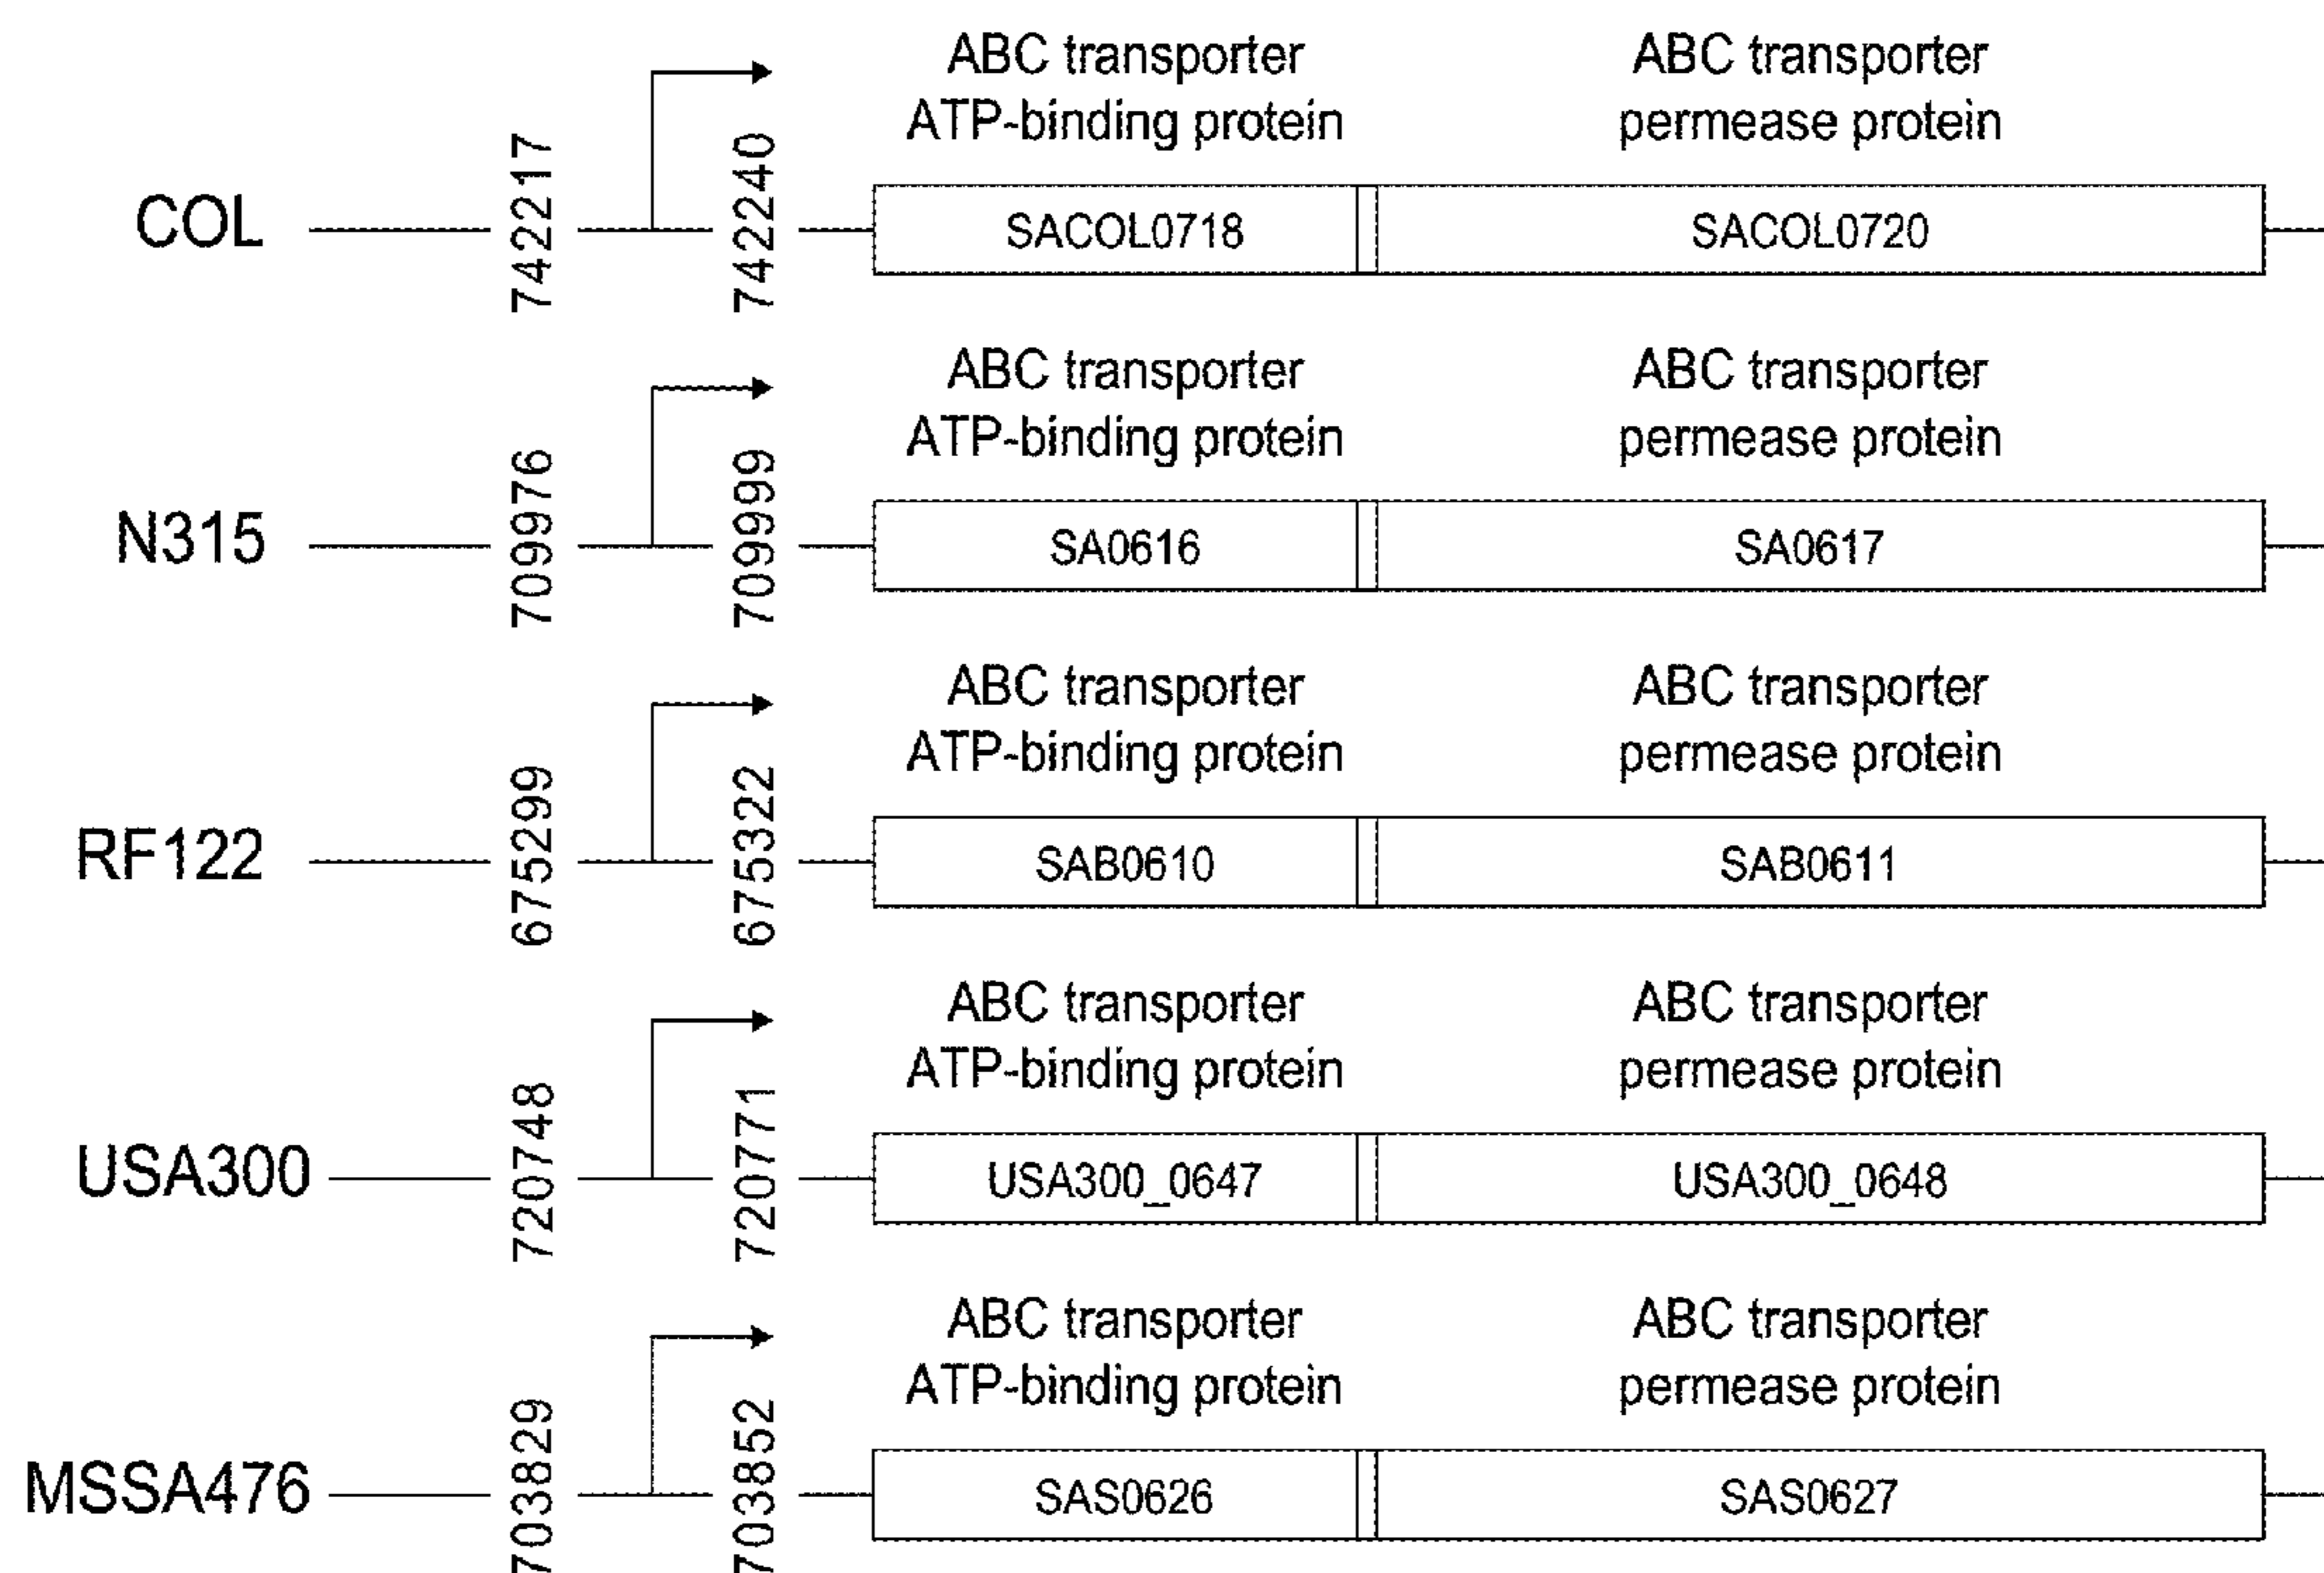 ABC transporter ABC transporter
ATP-binding protein permease protein
COL 742217 742240 SACOL0718 SACOL0720
ABC transporter ABC transporter
ATP-binding protein permease protein
N315 709976 709999 SA0616 SA0617
ABC transporter ABC transporter
ATP-binding protein permease protein
RF122 675299 675322 SAB0610 SAB0611
ABC transporter ABC transporter
ATP-binding protein permease protein
USA300 720748 720771 USA300_0647 USA300_0648
ABC transporter ABC transporter
ATP-binding protein permease protein
MSSA476 703829 703852 SAS0626 SAS0627